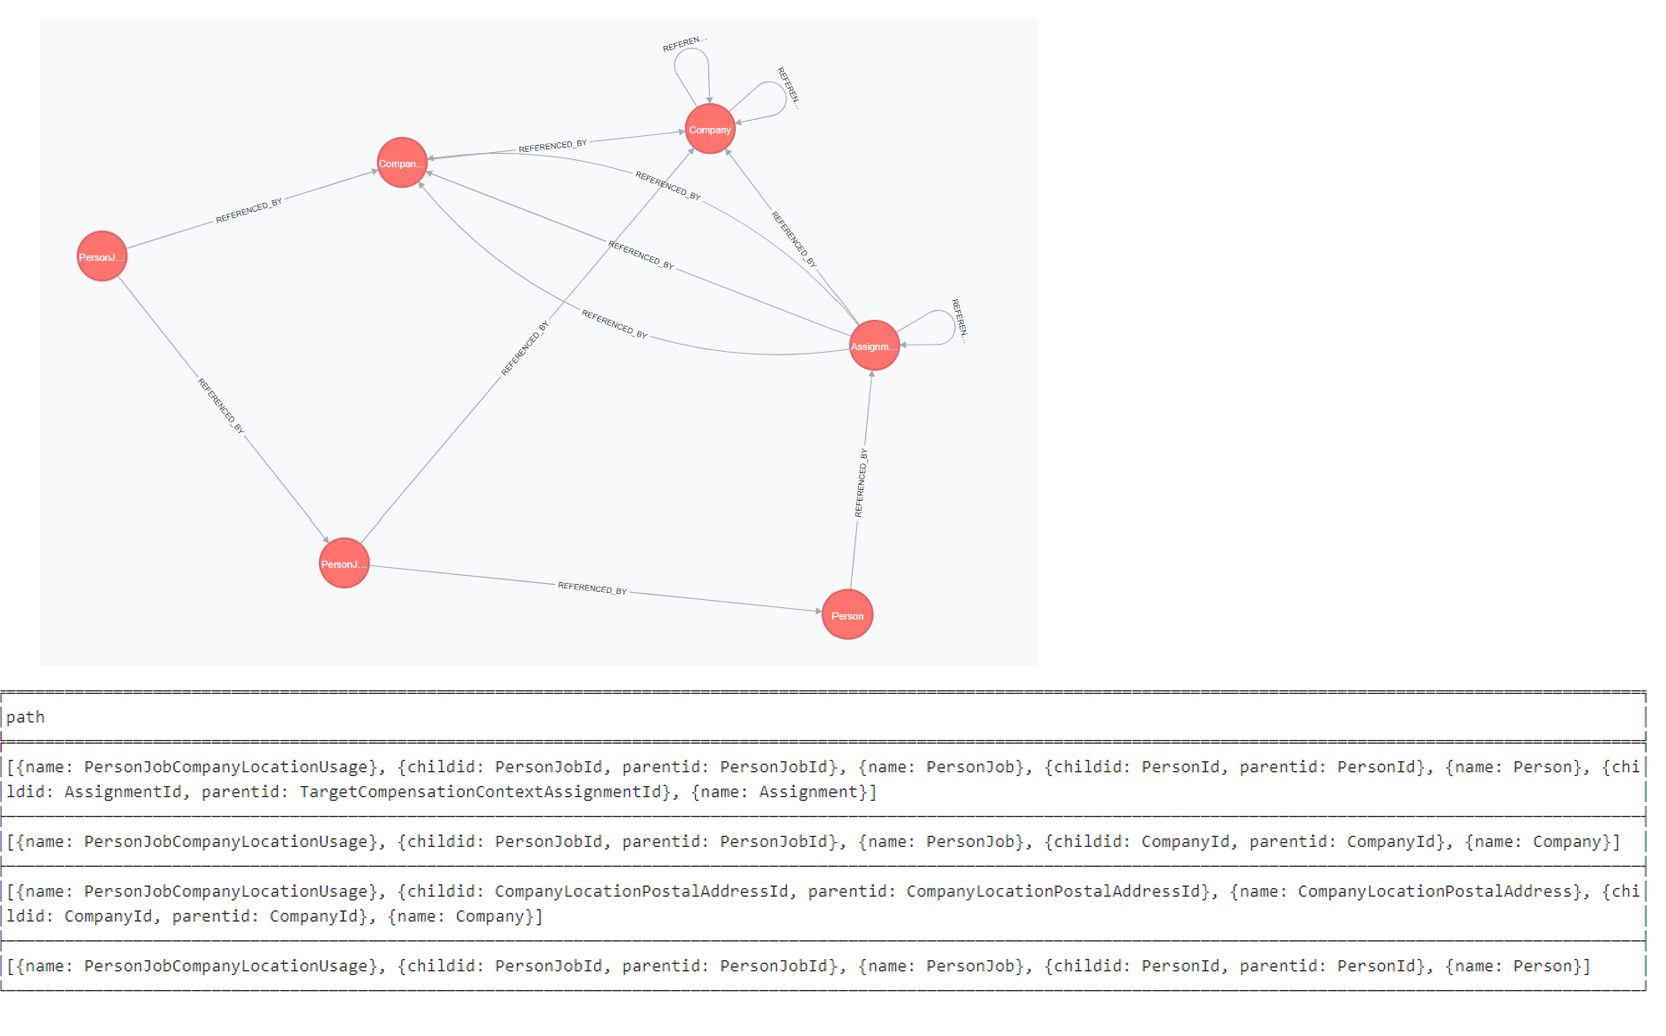 REFEREN...
REFEREN...
Company
REFERENCED_BY
Compan...
REFERENCED_BY
REFERENCED_BY
REFERENCED_BY
PersonJ...
REFERENCED_BY
REFERENCED_BY
REFEREN...
REFERENCED_BY
Assignm...
REFERENCED_BY
REFERENCED_BY
PersonJ...
REFERENCED_BY
Person
path
[{name: PersonJobCompanyLocationUsage}, {childid: PersonJobId, parentid: PersonJobId}, {name: PersonJob}, {childid: PersonId, parentid: PersonId}, {name: Person}, {chi
ldid: AssignmentId, parentid: TargetCompensationContextAssignmentId}, {name: Assignment}]
[{name: PersonJobCompanyLocationUsage}, {childid: PersonJobId, parentid: PersonJobId}, {name: PersonJob}, {childid: CompanyId, parentid: CompanyId}, {name: Company}]
[{name: PersonJobCompanyLocationUsage}, {childid: CompanyLocationPostalAddressId, parentid: CompanyLocationPostalAddressId}, {name: CompanyLocationPostalAddress}, {chi
ldid: CompanyId, parentid: CompanyId}, {name: Company}]
[{name: PersonJobCompanyLocationUsage}, {childid: PersonJobId, parentid: PersonJobId}, {name: PersonJob}, {childid: PersonId, parentid: PersonId}, {name: Person}]